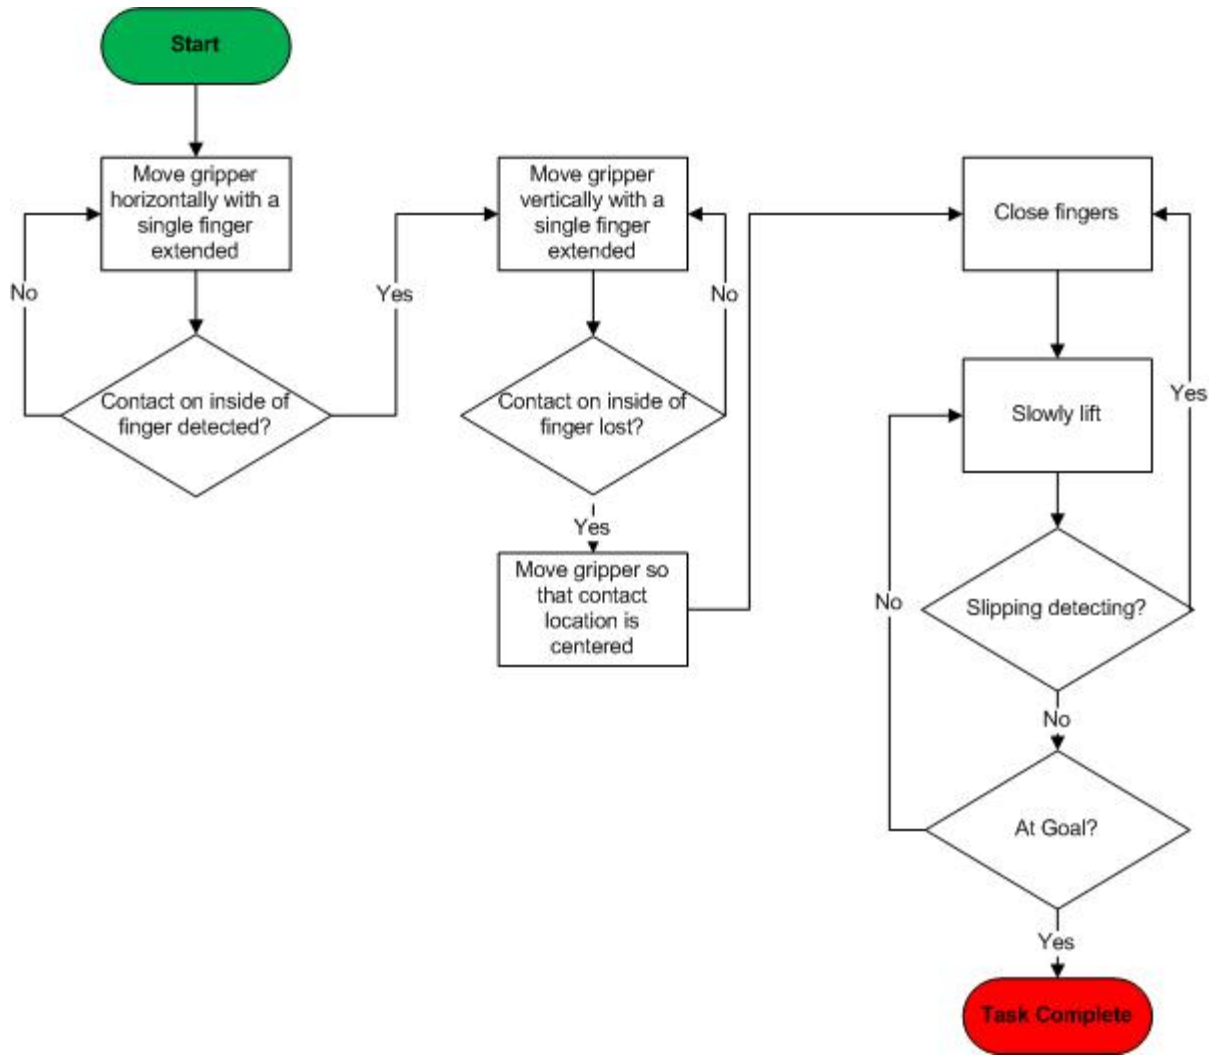 Start
Move gripper
horizontally with a
single finger
extended
No
Contact on inside of
finger detected?
Yes
Move gripper
vertically with a
single finger
extended
No
Contact on inside of
finger lost?
Yes
Move gripper so
that contact
location is
centered
Close fingers
Slowly lift
Yes
Slipping detecting?
No
No
At Goal?
Yes
Task Complete